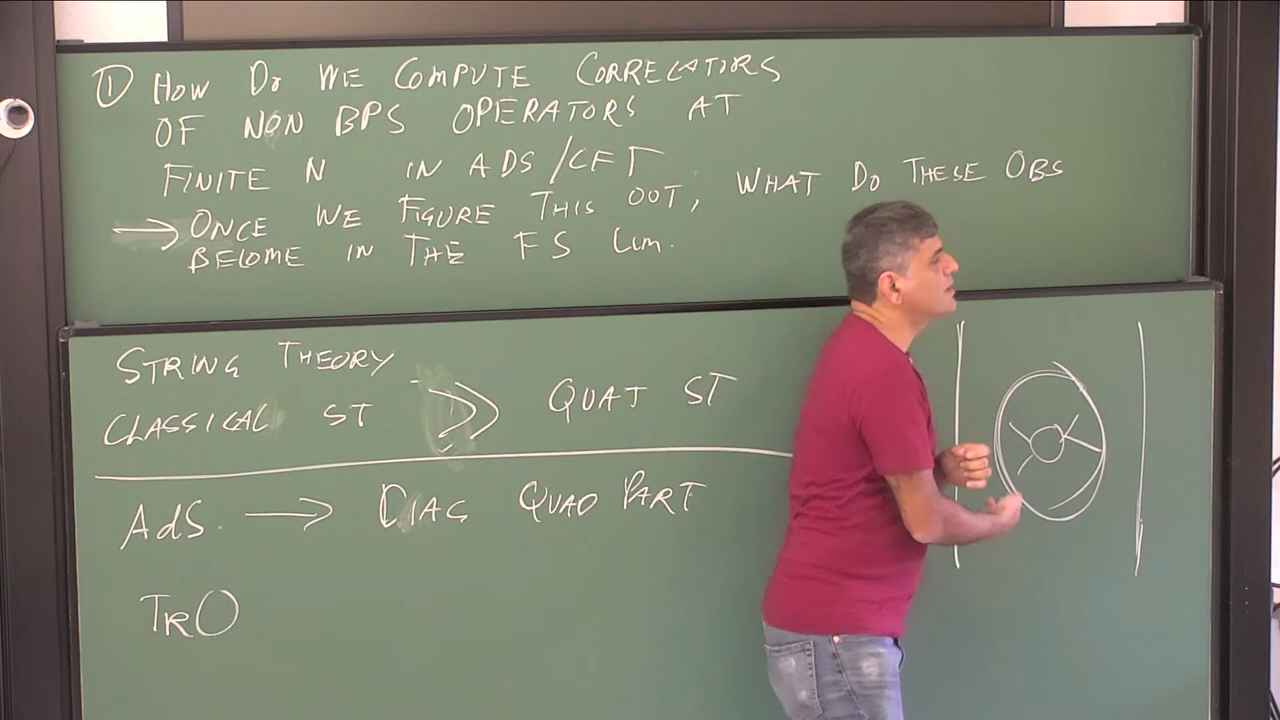 ① HOW DO WE COMPUTE CORRELATORS
OF NON BPS OPERATORS AT
FINITE N IN ADS/CFT
→ ONCE WE FIGURE THIS OUT, WHAT DO THESE OBS
BECOME IN THE FS LIM.
STRING THEORY
CLASSICAL ST >> QUAT ST
AdS. → DIAG QUAD PART
TR O